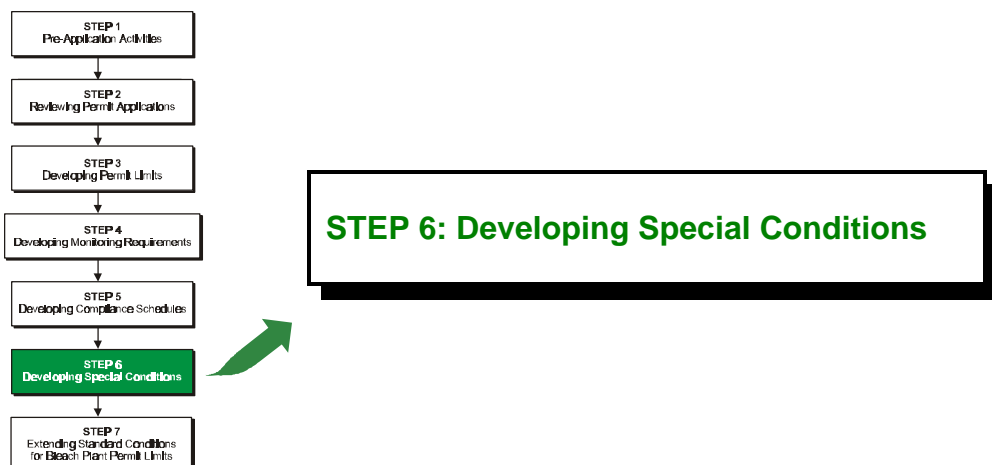 STEP 1
Pre-Application Activities
STEP 2
Reviewing Permit Applications
STEP 3
Developing Permit Limits
STEP 4
Developing Monitoring Requirements
STEP 5
Developing Compliance Schedules
STEP 6
Developing Special Conditions
STEP 7
Extending Standard Conditions
for Bleach Plant Permit Limits
STEP 6: Developing Special Conditions